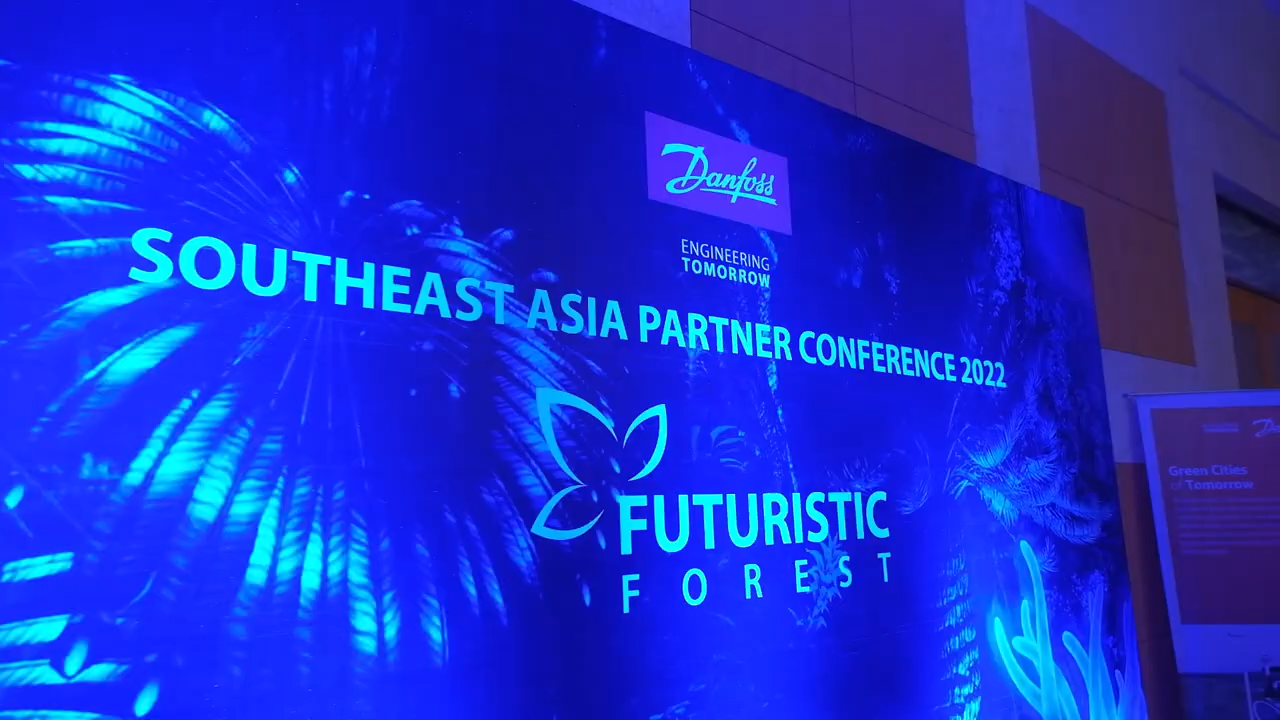 Danfoss
ENGINEERING
TOMORROW
SOUTHEAST ASIA PARTNER CONFERENCE 2022
FUTURISTIC
FOREST
Green Cities
of Tomorrow